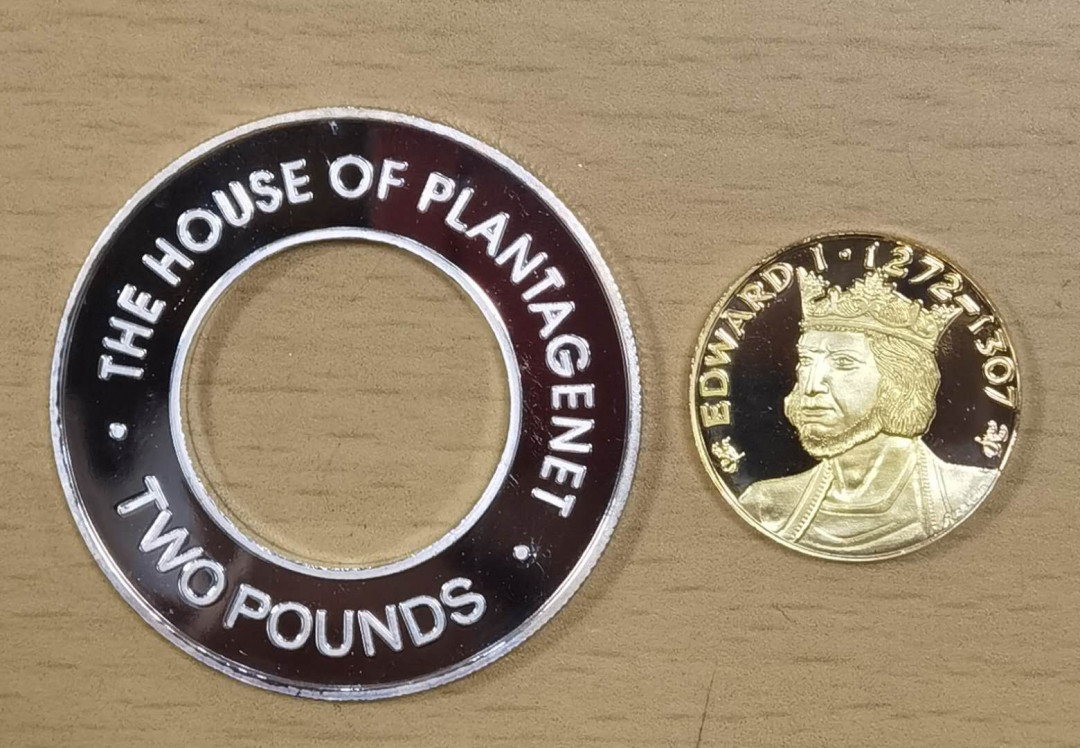 THE HOUSE OF PLANTAGENET
• TWO POUNDS •
EDWARD I · 1272-1307